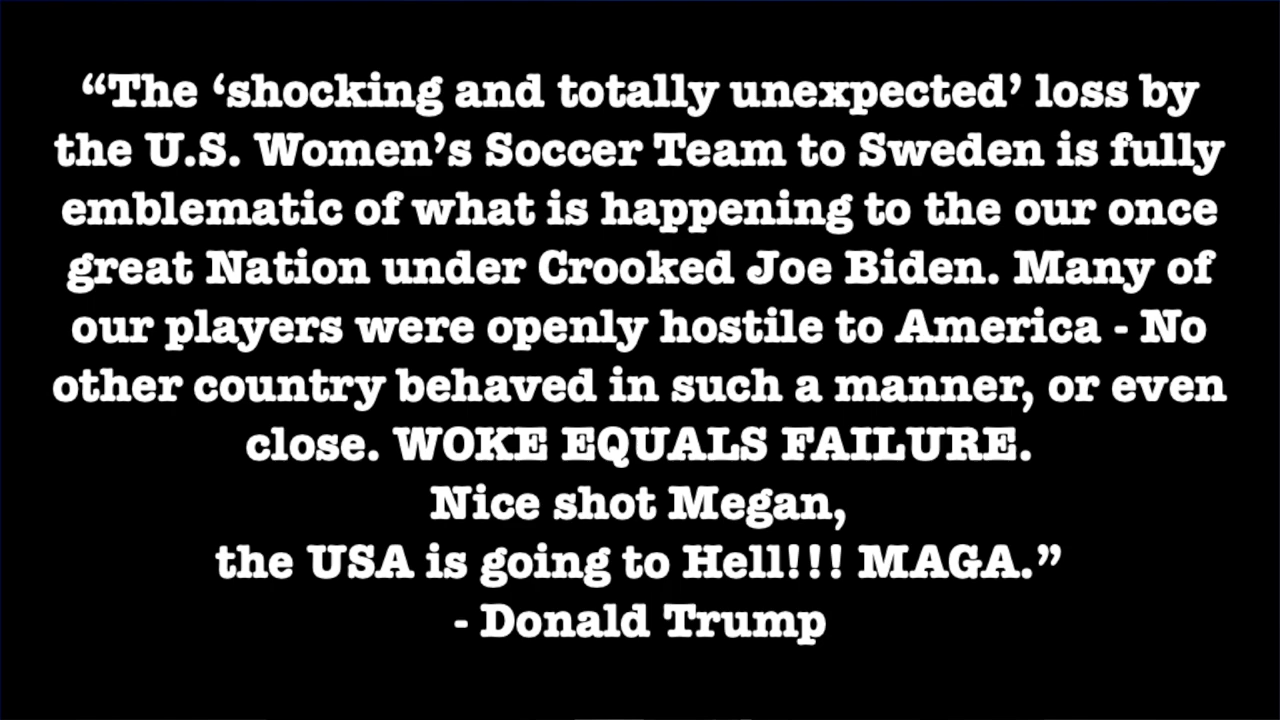 “The ‘shocking and totally unexpected’ loss by
the U.S. Women’s Soccer Team to Sweden is fully
emblematic of what is happening to the our once
great Nation under Crooked Joe Biden. Many of
our players were openly hostile to America - No
other country behaved in such a manner, or even
close. WOKE EQUALS FAILURE.
Nice shot Megan,
the USA is going to Hell!!! MAGA.”
- Donald Trump